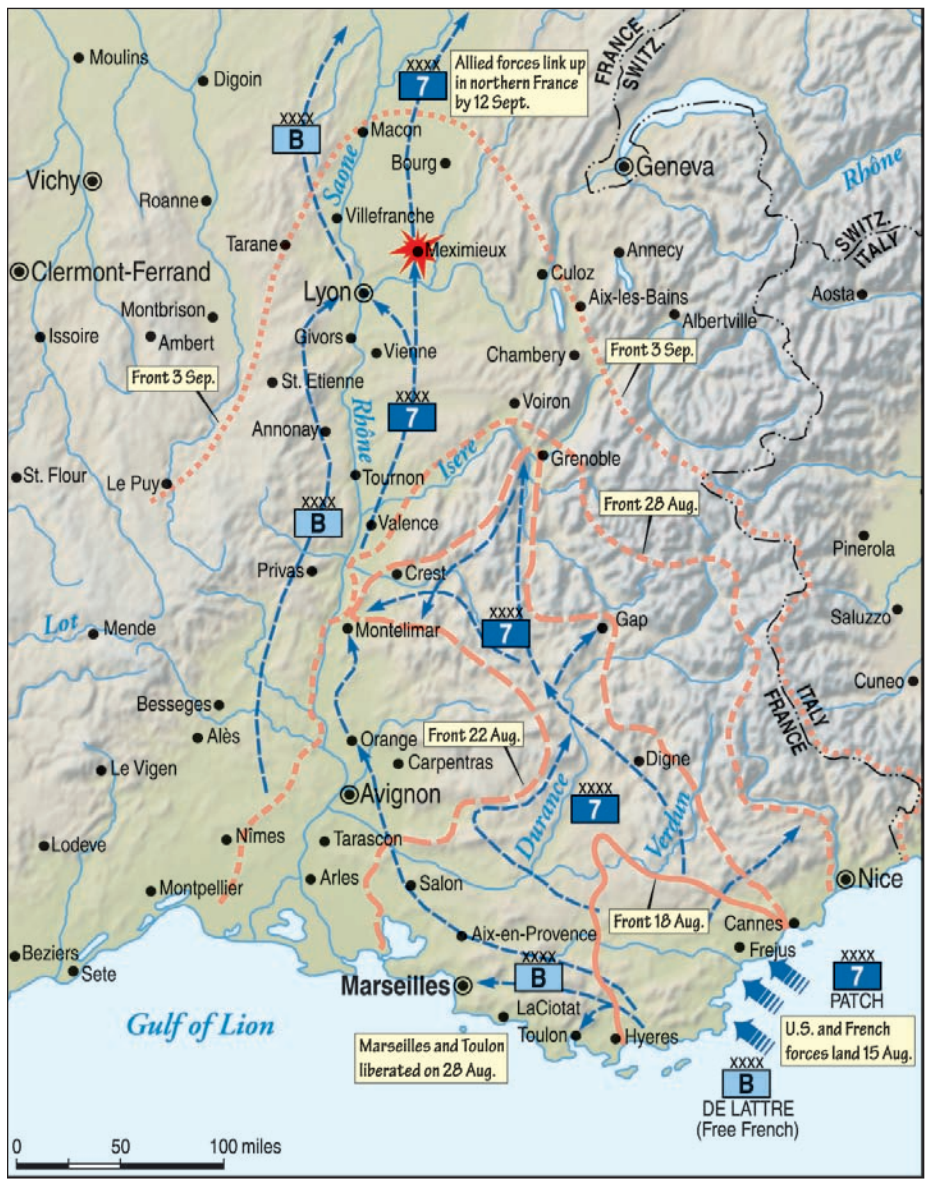 Moulins
Digoin
XXXX
7
Allied forces link up
in northern France
by 12 Sept.
FRANCE
SWITZ.
XXXX
B
Macon
Saone
Bourg
Geneva
Rhône
Vichy
Roanne
Villefranche
SWITZ.
ITALY
Tarane
Meximieux
Annecy
Clermont-Ferrand
Culoz
Lyon
Aix-les-Bains
Aosta
Montbrison
Albertville
Issoire
Ambert
Givors
Vienne
Chambery
Front 3 Sep.
Front 3 Sep.
St. Etienne
XXXX
7
Voiron
Rhône
Annonay
Isere
Grenoble
St. Flour
Le Puy
Tournon
Front 28 Aug.
XXXX
B
Valence
Pinerola
Privas
Crest
XXXX
7
Gap
Saluzzo
Lot
Mende
Montelimar
Cuneo
ITALY
FRANCE
Besseges
Alès
Orange
Front 22 Aug.
Le Vigen
Carpentras
Digne
Avignon
XXXX
7
Durance
Verdun
Lodeve
Nîmes
Tarascon
Arles
Salon
Nice
Montpellier
Front 18 Aug.
Cannes
Aix-en-Provence
Frejus
Beziers
Sete
XXXX
B
XXXX
7
PATCH
Marseilles
LaCiotat
Gulf of Lion
Toulon
Hyeres
U.S. and French
forces land 15 Aug.
Marseilles and Toulon
liberated on 28 Aug.
XXXX
B
DE LATTRE
(Free French)
0 50 100 miles